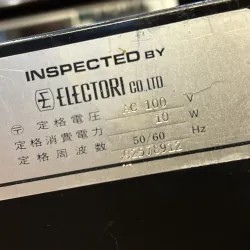 INSPECTED BY
ELECTORI CO.,LTD
〒 定格電圧 AC 100 V
定格消費電力 10 W
定格周波数 50/60 Hz